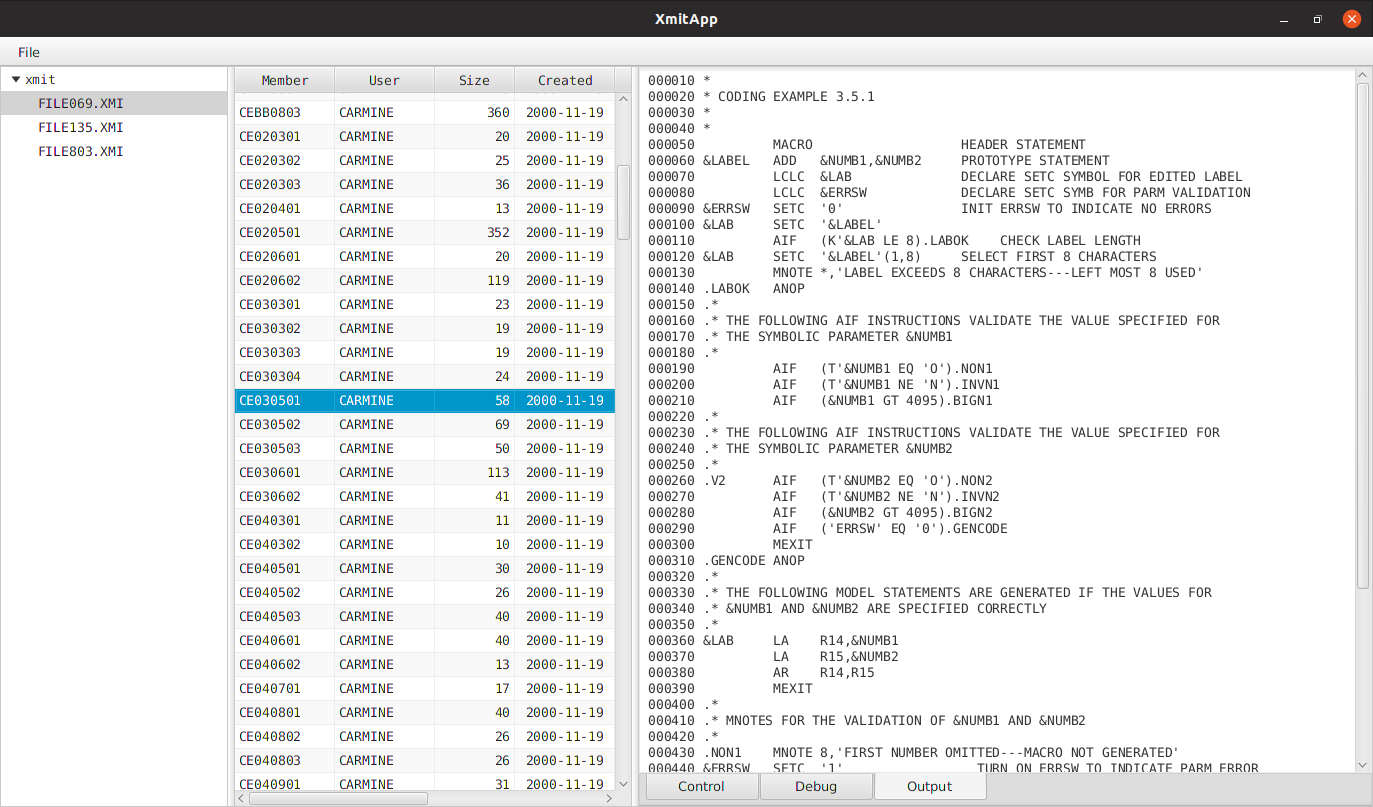 XmitApp
File
xmit
FILE069.XMI
FILE135.XMI
FILE803.XMI
Member User Size Created
CEBB0803 CARMINE 360 2000-11-19
CE020301 CARMINE 20 2000-11-19
CE020302 CARMINE 25 2000-11-19
CE020303 CARMINE 36 2000-11-19
CE020401 CARMINE 13 2000-11-19
CE020501 CARMINE 352 2000-11-19
CE020601 CARMINE 20 2000-11-19
CE020602 CARMINE 119 2000-11-19
CE030301 CARMINE 23 2000-11-19
CE030302 CARMINE 19 2000-11-19
CE030303 CARMINE 19 2000-11-19
CE030304 CARMINE 24 2000-11-19
CE030501 CARMINE 58 2000-11-19
CE030502 CARMINE 69 2000-11-19
CE030503 CARMINE 50 2000-11-19
CE030601 CARMINE 113 2000-11-19
CE030602 CARMINE 41 2000-11-19
CE040301 CARMINE 11 2000-11-19
CE040302 CARMINE 10 2000-11-19
CE040501 CARMINE 30 2000-11-19
CE040502 CARMINE 26 2000-11-19
CE040503 CARMINE 40 2000-11-19
CE040601 CARMINE 40 2000-11-19
CE040602 CARMINE 13 2000-11-19
CE040701 CARMINE 17 2000-11-19
CE040801 CARMINE 40 2000-11-19
CE040802 CARMINE 26 2000-11-19
CE040803 CARMINE 26 2000-11-19
CE040901 CARMINE 31 2000-11-19
000010 *
000020 * CODING EXAMPLE 3.5.1
000030 *
000040 *
000050          MACRO                   HEADER STATEMENT
000060 &LABEL   ADD   &NUMB1,&NUMB2     PROTOTYPE STATEMENT
000070          LCLC  &LAB              DECLARE SETC SYMBOL FOR EDITED LABEL
000080          LCLC  &ERRSW            DECLARE SETC SYMB FOR PARM VALIDATION
000090 &ERRSW   SETC  '0'               INIT ERRSW TO INDICATE NO ERRORS
000100 &LAB     SETC  '&LABEL'
000110          AIF   (K'&LAB LE 8).LABOK    CHECK LABEL LENGTH
000120 &LAB     SETC  '&LABEL'(1,8)     SELECT FIRST 8 CHARACTERS
000130          MNOTE *,'LABEL EXCEEDS 8 CHARACTERS---LEFT MOST 8 USED'
000140 .LABOK   ANOP
000150 .*
000160 .* THE FOLLOWING AIF INSTRUCTIONS VALIDATE THE VALUE SPECIFIED FOR
000170 .* THE SYMBOLIC PARAMETER &NUMB1
000180 .*
000190          AIF   (T'&NUMB1 EQ 'O').NON1
000200          AIF   (T'&NUMB1 NE 'N').INVN1
000210          AIF   (&NUMB1 GT 4095).BIGN1
000220 .*
000230 .* THE FOLLOWING AIF INSTRUCTIONS VALIDATE THE VALUE SPECIFIED FOR
000240 .* THE SYMBOLIC PARAMETER &NUMB2
000250 .*
000260 .V2      AIF   (T'&NUMB2 EQ 'O').NON2
000270          AIF   (T'&NUMB2 NE 'N').INVN2
000280          AIF   (&NUMB2 GT 4095).BIGN2
000290          AIF   ('ERRSW' EQ '0').GENCODE
000300          MEXIT
000310 .GENCODE ANOP
000320 .*
000330 .* THE FOLLOWING MODEL STATEMENTS ARE GENERATED IF THE VALUES FOR
000340 .* &NUMB1 AND &NUMB2 ARE SPECIFIED CORRECTLY
000350 .*
000360 &LAB     LA    R14,&NUMB1
000370          LA    R15,&NUMB2
000380          AR    R14,R15
000390          MEXIT
000400 .*
000410 .* MNOTES FOR THE VALIDATION OF &NUMB1 AND &NUMB2
000420 .*
000430 .NON1    MNOTE 8,'FIRST NUMBER OMITTED---MACRO NOT GENERATED'
000440 &ERRSW   SETC  '1'                 TURN ON ERRSW TO INDICATE PARM ERROR
Control Debug Output